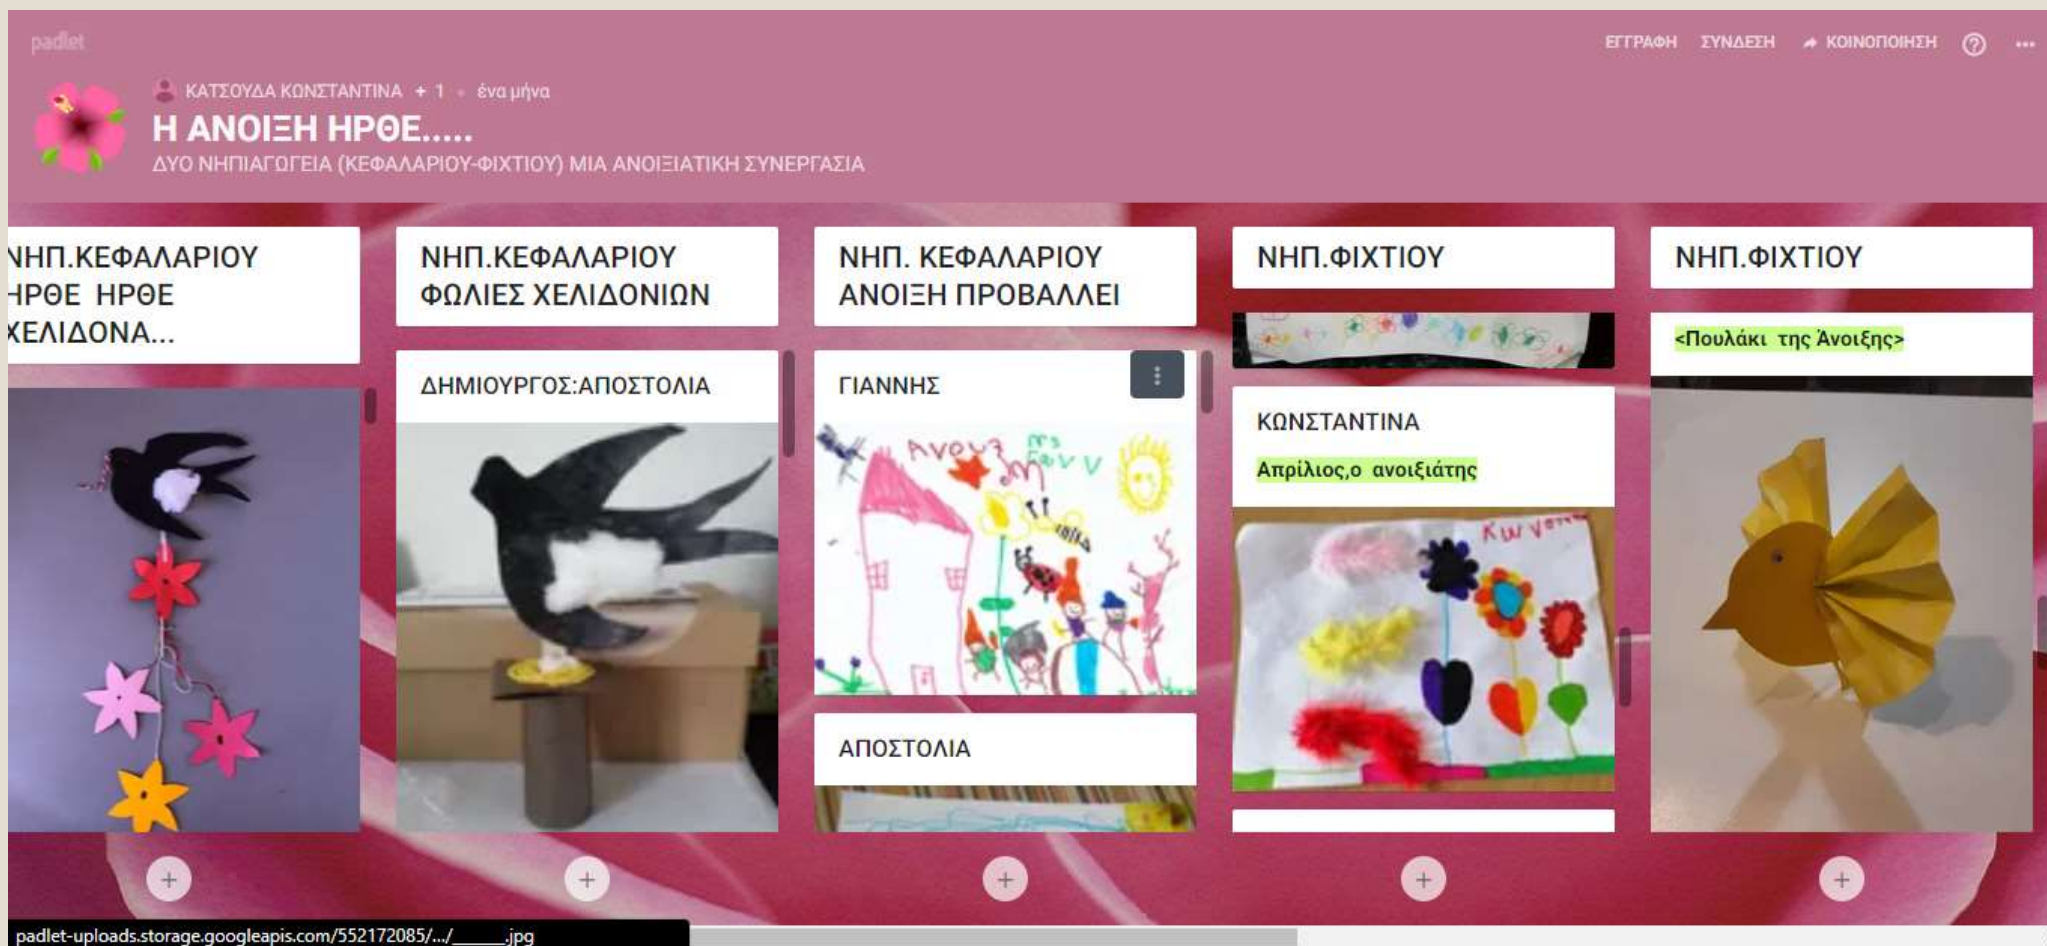 padlet
ΕΓΓΡΑΦΗ ΣΥΝΔΕΣΗ ΚΟΙΝΟΠΟΙΗΣΗ
ΚΑΤΣΟΥΔΑ ΚΩΝΣΤΑΝΤΙΝΑ + 1 • ένα μήνα
Η ΑΝΟΙΞΗ ΗΡΘΕ.....
ΔΥΟ ΝΗΠΙΑΓΩΓΕΙΑ (ΚΕΦΑΛΑΡΙΟΥ-ΦΙΧΤΙΟΥ) ΜΙΑ ΑΝΟΙΞΙΑΤΙΚΗ ΣΥΝΕΡΓΑΣΙΑ
ΝΗΠ.ΚΕΦΑΛΑΡΙΟΥ
ΗΡΘΕ ΗΡΘΕ
ΧΕΛΙΔΟΝΑ...
ΝΗΠ.ΚΕΦΑΛΑΡΙΟΥ
ΦΩΛΙΕΣ ΧΕΛΙΔΟΝΙΩΝ
ΔΗΜΙΟΥΡΓΟΣ:ΑΠΟΣΤΟΛΙΑ
ΝΗΠ. ΚΕΦΑΛΑΡΙΟΥ
ΑΝΟΙΞΗ ΠΡΟΒΑΛΛΕΙ
ΓΙΑΝΝΗΣ
ΑΠΟΣΤΟΛΙΑ
ΝΗΠ.ΦΙΧΤΙΟΥ
ΚΩΝΣΤΑΝΤΙΝΑ
Απρίλιος,ο ανοιξιάτης
ΝΗΠ.ΦΙΧΤΙΟΥ
<Πουλάκι της Άνοιξης>
padlet-uploads.storage.googleapis.com/552172085/.../______.jpg